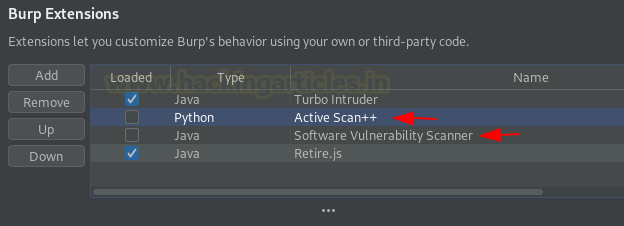 Burp Extensions
Extensions let you customize Burp's behavior using your own or third-party code.
Add
Remove
Up
Down
Loaded Type Name
Java Turbo Intruder
Python Active Scan++
Java Software Vulnerability Scanner
Java Retire.js
www.hackingarticles.in